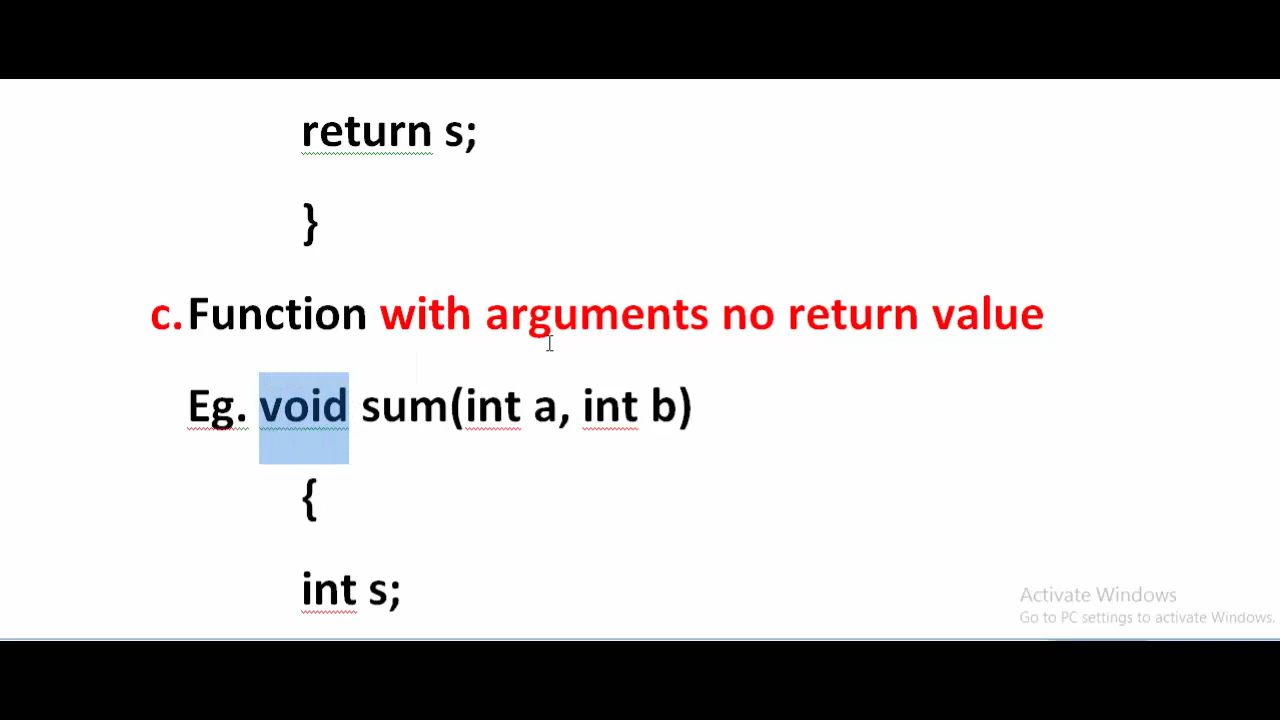 return s;
}
c. Function with arguments no return value
Eg. void sum(int a, int b)
{
int s;
Activate Windows
Go to PC settings to activate Windows.